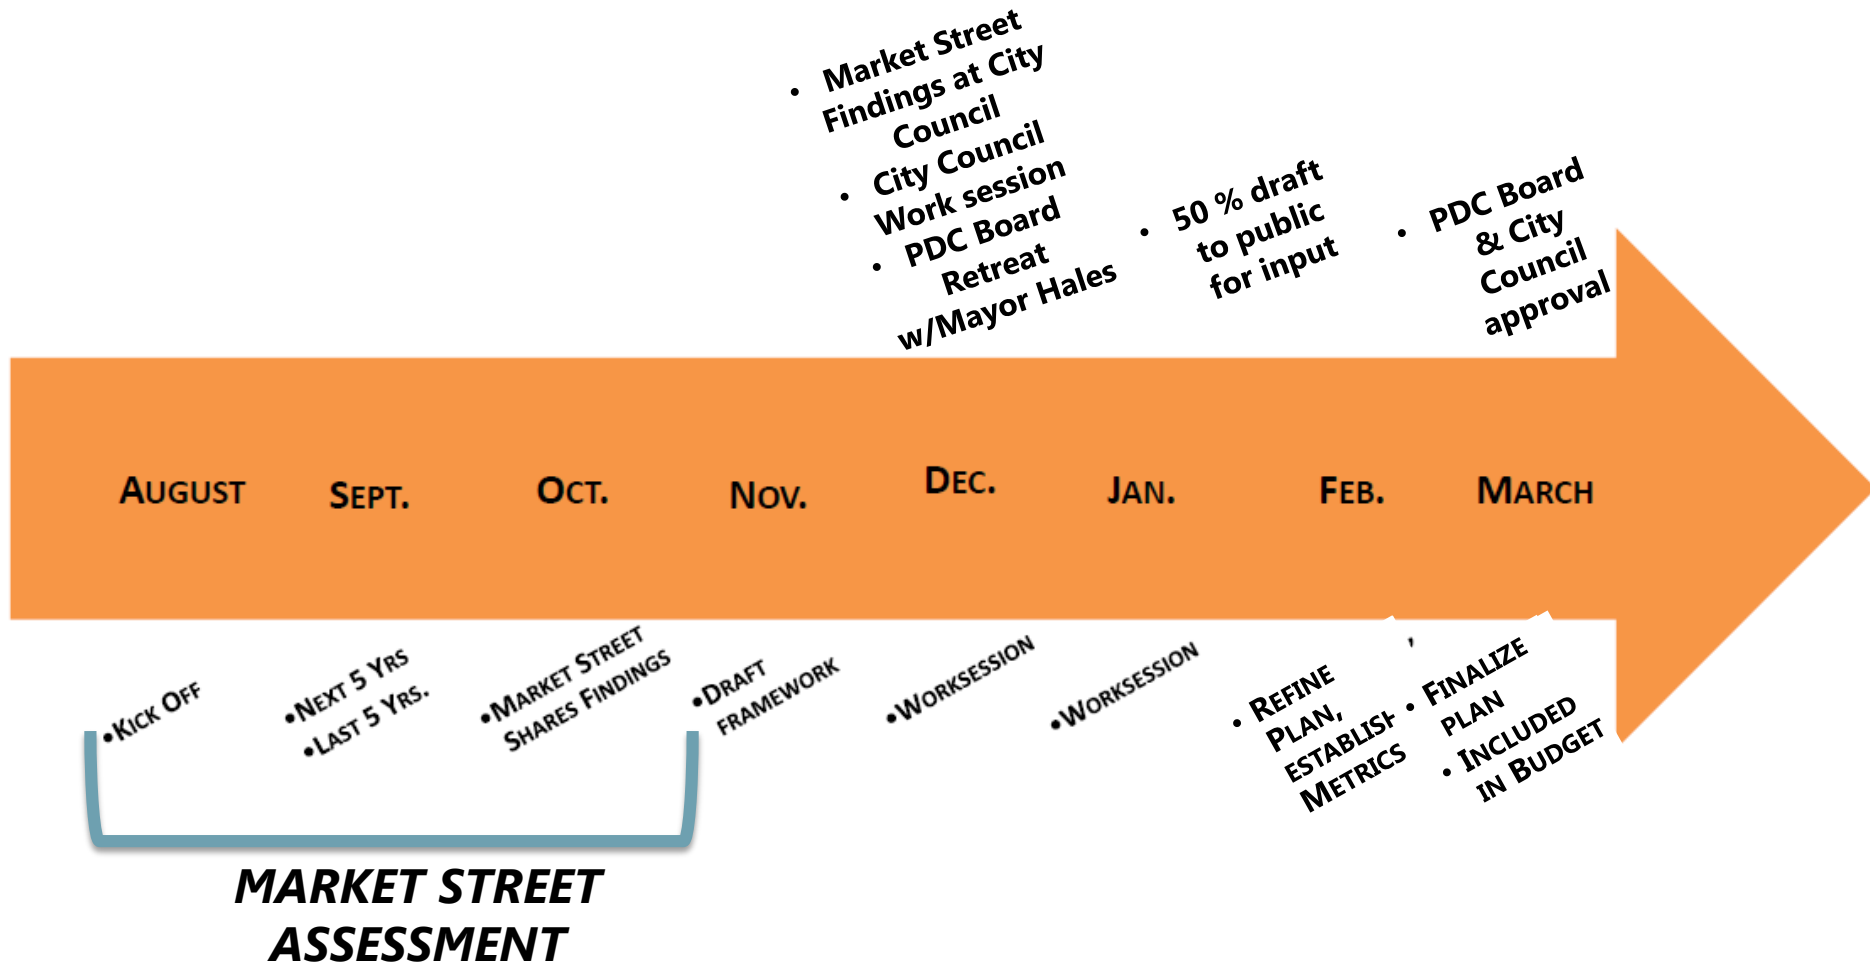 • Market Street
Findings at City
Council
• City Council
Work session
• PDC Board
Retreat
w/Mayor Hales
• 50 % draft
to public
for input
• PDC Board
& City
Council
approval
AUGUST
SEPT.
OCT.
NOV.
DEC.
JAN.
FEB.
MARCH
•KICK OFF
•NEXT 5 YRS
•LAST 5 YRS.
•MARKET STREET
SHARES FINDINGS
•DRAFT
FRAMEWORK
•WORKSESSION
•WORKSESSION
• REFINE
PLAN,
ESTABLISH
METRICS
,
• FINALIZE
PLAN
• INCLUDED
IN BUDGET
MARKET STREET
ASSESSMENT